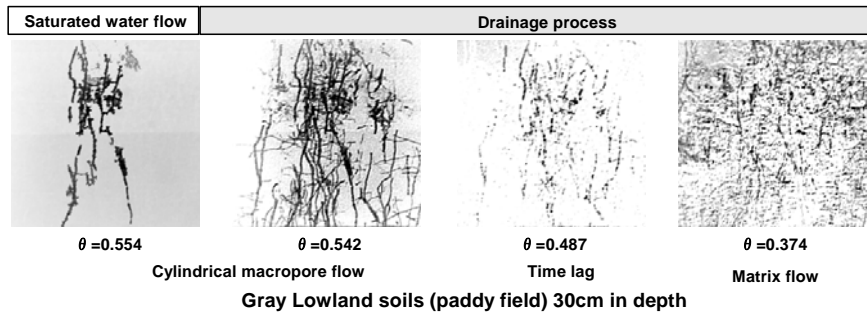 Saturated water flow
Drainage process
θ =0.554
θ =0.542
θ =0.487
θ =0.374
Cylindrical macropore flow
Time lag
Matrix flow
Gray Lowland soils (paddy field) 30cm in depth